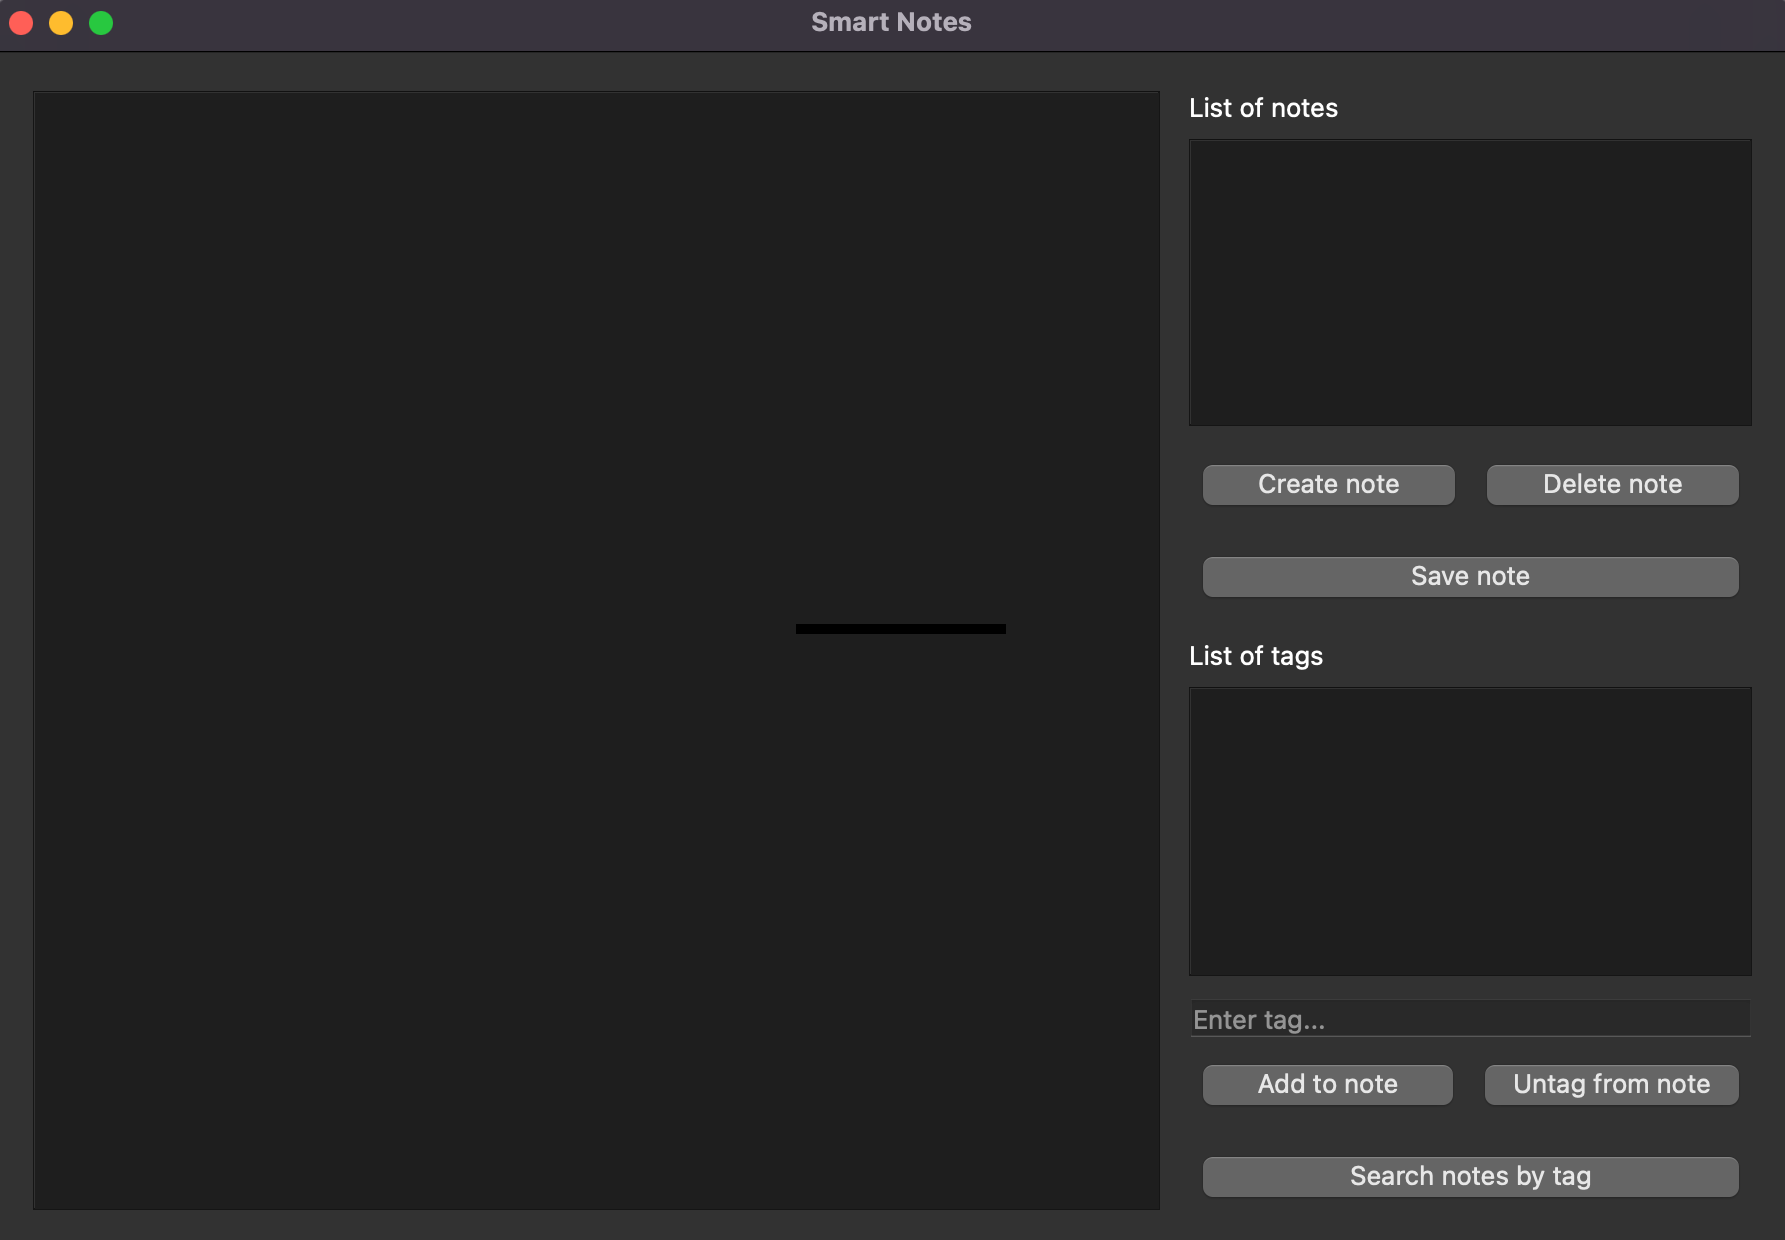 Smart Notes
List of notes
Create note
Delete note
Save note
List of tags
Enter tag...
Add to note
Untag from note
Search notes by tag